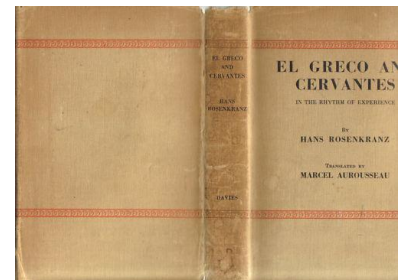 EL GRECO
AND
CERVANTES
HANS
ROSENKRANZ
DAVIES
EL GRECO AN
CERVANTES
IN THE RHYTHM OF EXPERIENCE
BY
HANS ROSENKRANZ
TRANSLATED BY
MARCEL AUROUSSEAU